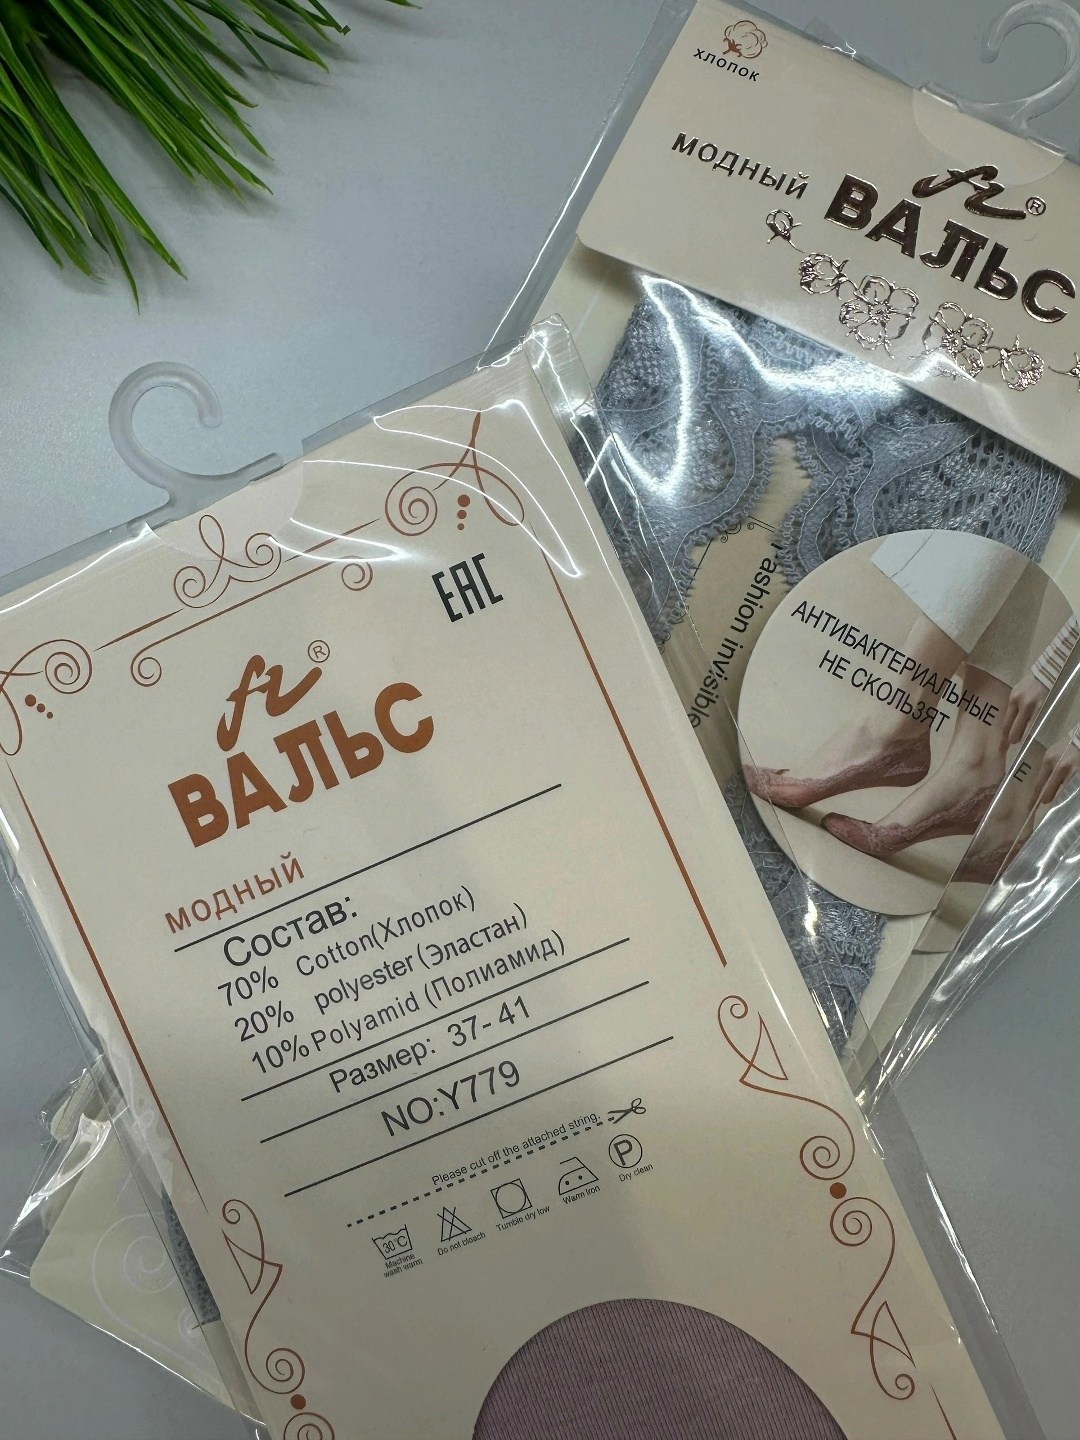 ХЛОПОК
МОДНЫЙ
fz®
ВАЛЬС
Fashion invisible
АНТИБАКТЕРИАЛЬНЫЕ
НЕ СКОЛЬЗЯТ
EAC
fz®
ВАЛЬС
МОДНЫЙ
Состав:
70% Cotton(Хлопок)
20% polyester (Эластан)
10% Polyamid (Полиамид)
Размер: 37-41
NO:Y779
Please cut off the attached string.
30°C
P
Machine
wash warm
Do not bleach
Tumble dry low
Warm Iron
Dry clean